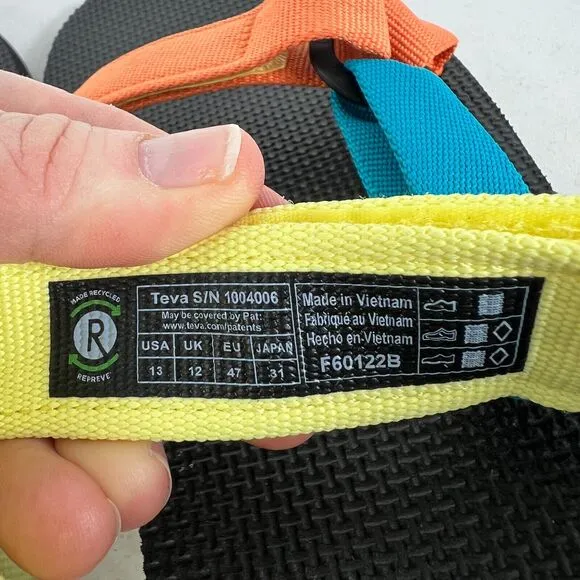 MADE RECYCLED
R
REPREVE
Teva S/N 1004006
May be covered by Pat:
www.teva.com/patents
USA UK EU JAPAN
13 12 47 31
Made in Vietnam
Fabriqué au Vietnam
Hecho en Vietnam
F60122B